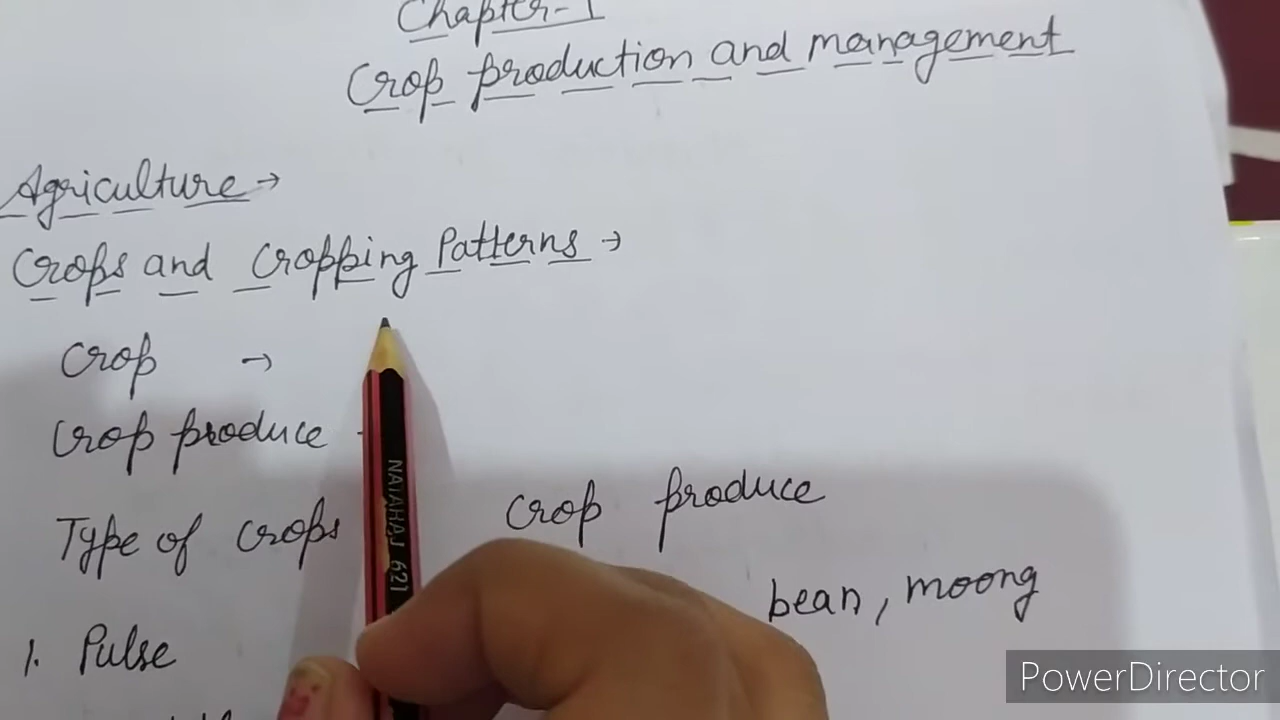 Chapter-1
Crop production and management
Agriculture →
Crops and Cropping Patterns →
Crop →
Crop produce -
Type of crops Crop produce
bean, moong
1. Pulse
NATARAJ 621
PowerDirector